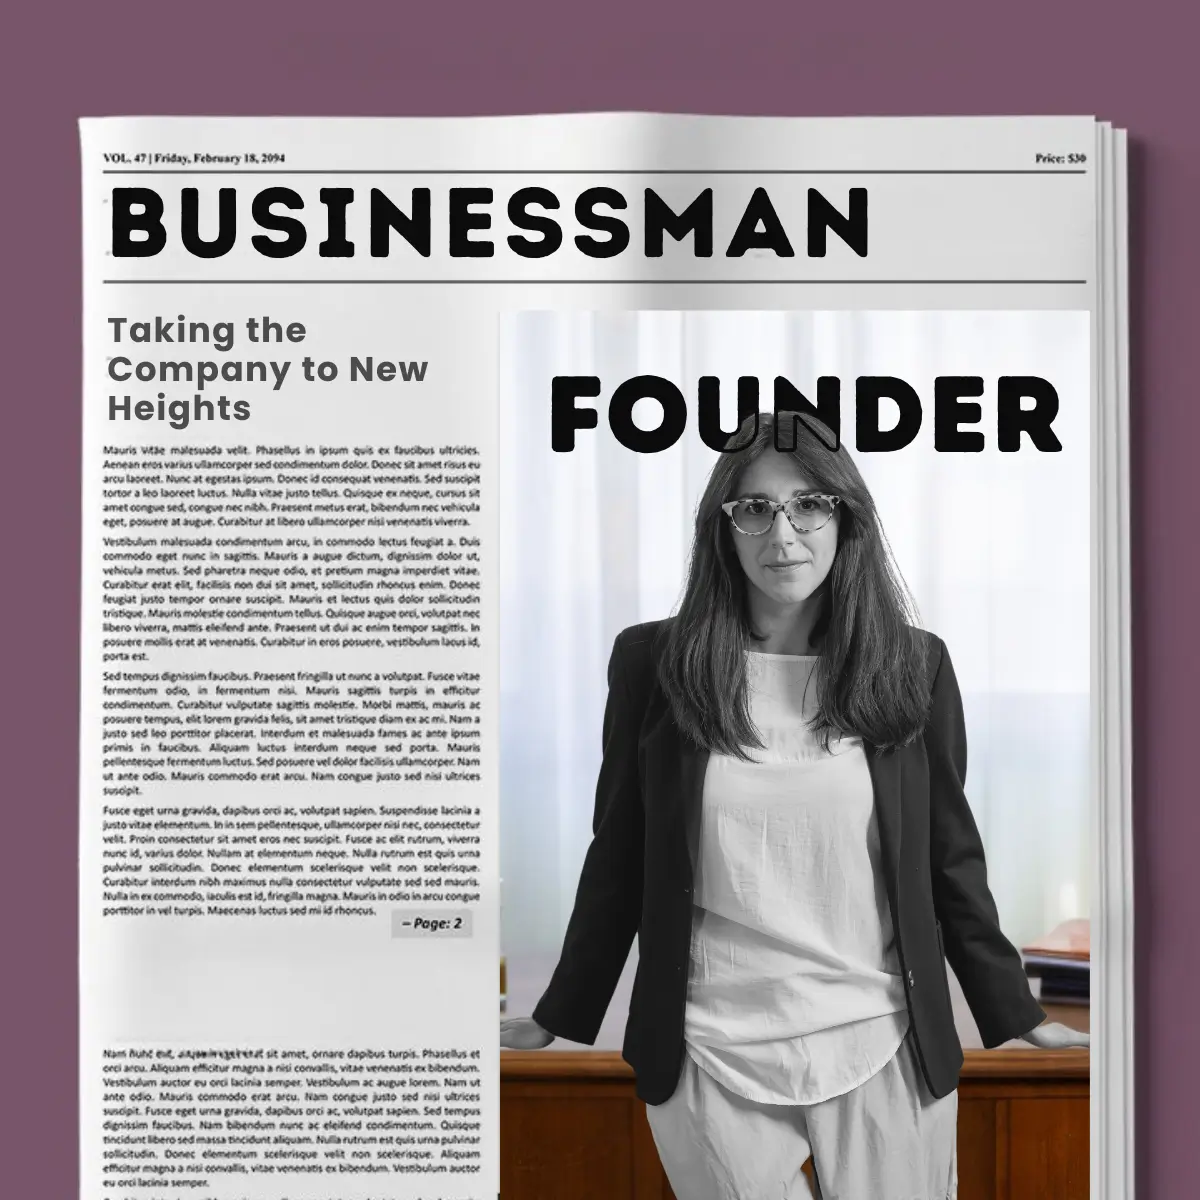 VOL. 47 | Friday, February 18, 2094
Price: $30
BUSINESSMAN
Taking the
Company to New
Heights
FOUNDER
Mauris vitae malesuada velit. Phasellus in ipsum quis ex faucibus ultricies.
Aenean eros varius ullamcorper sed condimentum dolor. Donec sit amet risus eu
arcu laoreet. Nunc at egestas ipsum. Donec id consequat venenatis. Sed suscipit
tortor a leo laoreet luctus. Nulla vitae justo tellus. Quisque ex neque, cursus sit
amet congue sed, congue nec nibh. Praesent metus erat, bibendum nec vehicula
eget, posuere at augue. Curabitur at libero ullamcorper nisi venenatis viverra.
Vestibulum malesuada condimentum arcu, in commodo lectus feugiat a. Duis
commodo eget nunc in sagittis. Mauris a augue dictum, dignissim dolor ut,
vehicula metus. Sed pharetra neque odio, et pretium magna imperdiet vitae.
Curabitur erat elit, facilisis non dui sit amet, sollicitudin rhoncus enim. Donec
feugiat justo tempor ornare suscipit. Mauris et lectus quis dolor sollicitudin
tristique. Mauris molestie condimentum tellus. Quisque augue orci, volutpat nec
libero viverra, mattis eleifend ante. Praesent ut dui ac enim tempor sagittis. In
posuere mollis erat at venenatis. Curabitur in eros posuere, vestibulum lacus id,
porta est.
Sed tempus dignissim faucibus. Praesent fringilla ut nunc a volutpat. Fusce vitae
fermentum odio, in fermentum nisi. Mauris sagittis turpis in efficitur
condimentum. Curabitur vulputate sagittis molestie. Morbi mattis, mauris ac
posuere tempus, elit lorem gravida felis, sit amet tristique diam ex ac mi. Nam a
justo sed leo porttitor placerat. Interdum et malesuada fames ac ante ipsum
primis in faucibus. Aliquam luctus interdum neque sed porta. Mauris
pellentesque fermentum luctus. Sed posuere vel dolor facilisis ullamcorper. Nam
ut ante odio. Mauris commodo erat arcu. Nam congue justo sed nisi ultrices
suscipit.
Fusce eget urna gravida, dapibus orci ac, volutpat sapien. Suspendisse lacinia a
justo vitae elementum. In in sem pellentesque, ullamcorper nisi nec, consectetur
velit. Proin consectetur sit amet eros nec suscipit. Fusce ac elit rutrum, viverra
nunc id, varius dolor. Nullam at elementum neque. Nulla rutrum est quis urna
pulvinar sollicitudin. Donec elementum scelerisque velit non scelerisque.
Curabitur interdum nibh maximus nulla consectetur vulputate sed sed mauris.
Nulla in ex commodo, iaculis est id, fringilla magna. Mauris in odio in arcu congue
porttitor in vel turpis. Maecenas luctus sed mi id rhoncus.
– Page: 2
Nam nunc est, sit amet, ornare dapibus turpis. Phasellus et
orci arcu. Aliquam efficitur magna a nisi convallis, vitae venenatis ex bibendum.
Vestibulum auctor eu orci lacinia semper. Vestibulum ac augue lorem. Nam ut
ante odio. Mauris commodo erat arcu. Nam congue justo sed nisl ultrices
suscipit. Fusce eget urna gravida, dapibus orci ac, volutpat sapien. Sed tempus
dignissim faucibus. Nam bibendum nunc ac eleifend condimentum. Quisque
tincidunt libero sed massa tincidunt aliquam. Nulla rutrum est quis urna pulvinar
sollicitudin. Donec elementum scelerisque velit non scelerisque. Aliquam
efficitur magna a nisi convallis, vitae venenatis ex bibendum. Vestibulum auctor
eu orci lacinia semper.